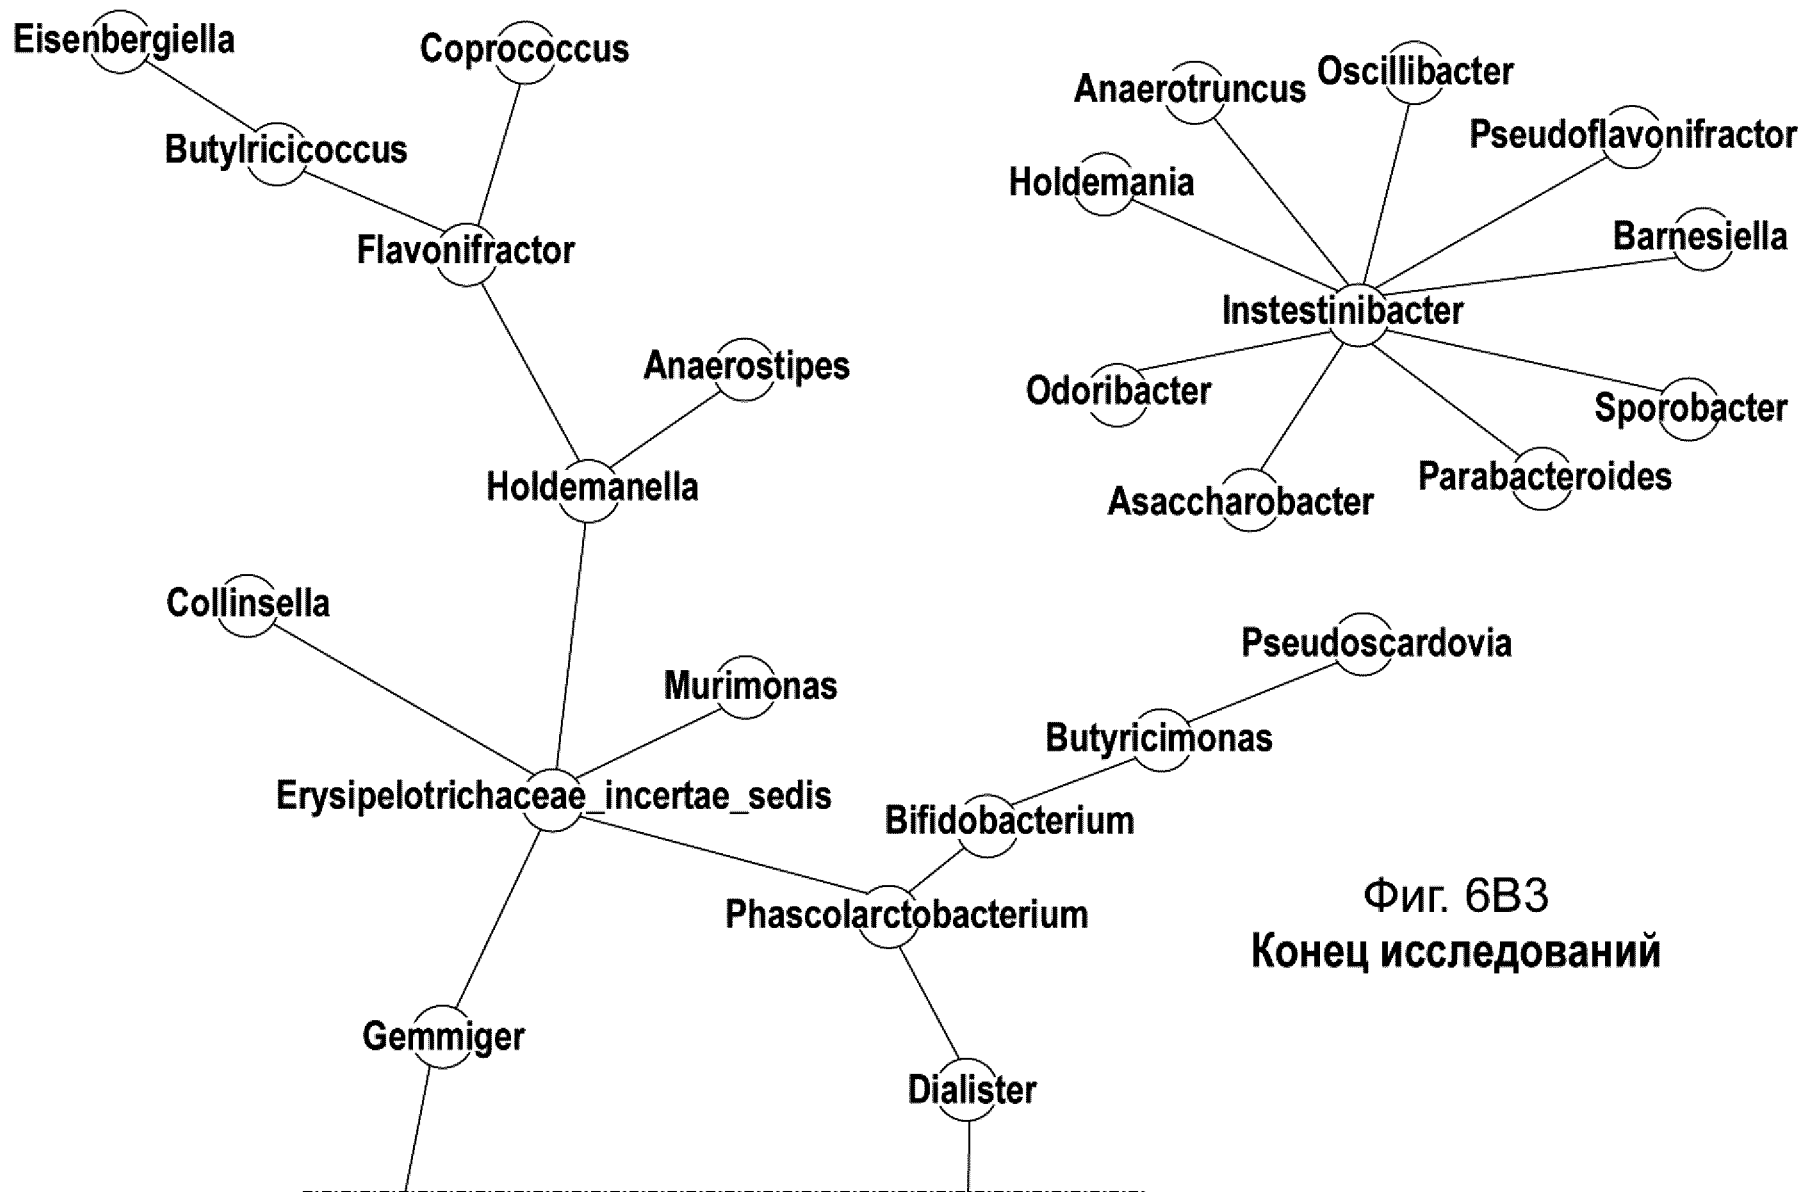 Eisenbergiella
Coprococcus
Oscillibacter
Anaerotruncus
Pseudoflavonifractor
Butylricicoccus
Holdemania
Barnesiella
Flavonifractor
Instestinibacter
Anaerostipes
Odoribacter
Sporobacter
Parabacteroides
Holdemanella
Asaccharobacter
Collinsella
Pseudoscardovia
Murimonas
Butyricimonas
Erysipelotrichaceae_incertae_sedis
Bifidobacterium
Phascolarctobacterium
Фиг. 6B3
Конец исследований
Gemmiger
Dialister